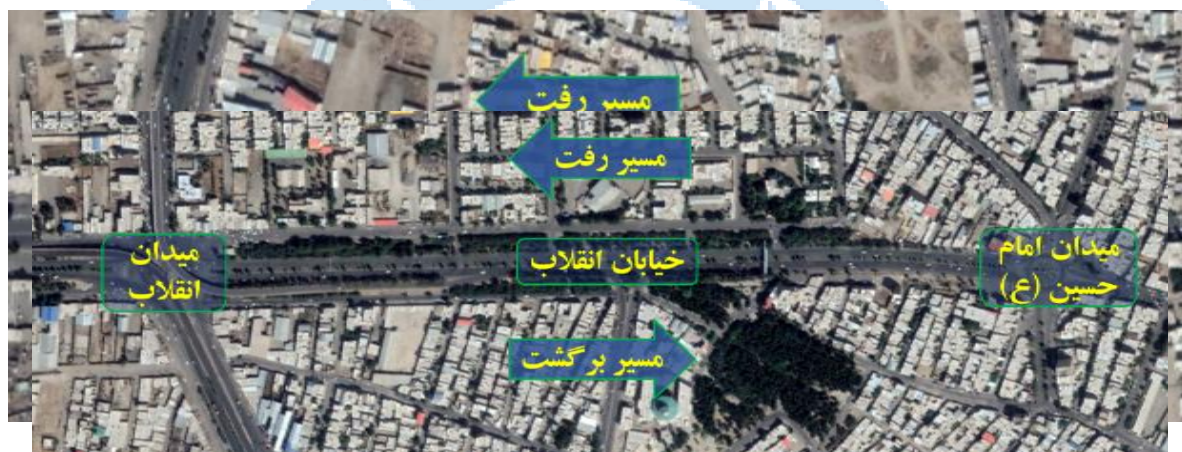 مسیر رفت
مسیر رفت
میدان امام
حسین (ع)
خیابان انقلاب
میدان
انقلاب
مسیر برگشت